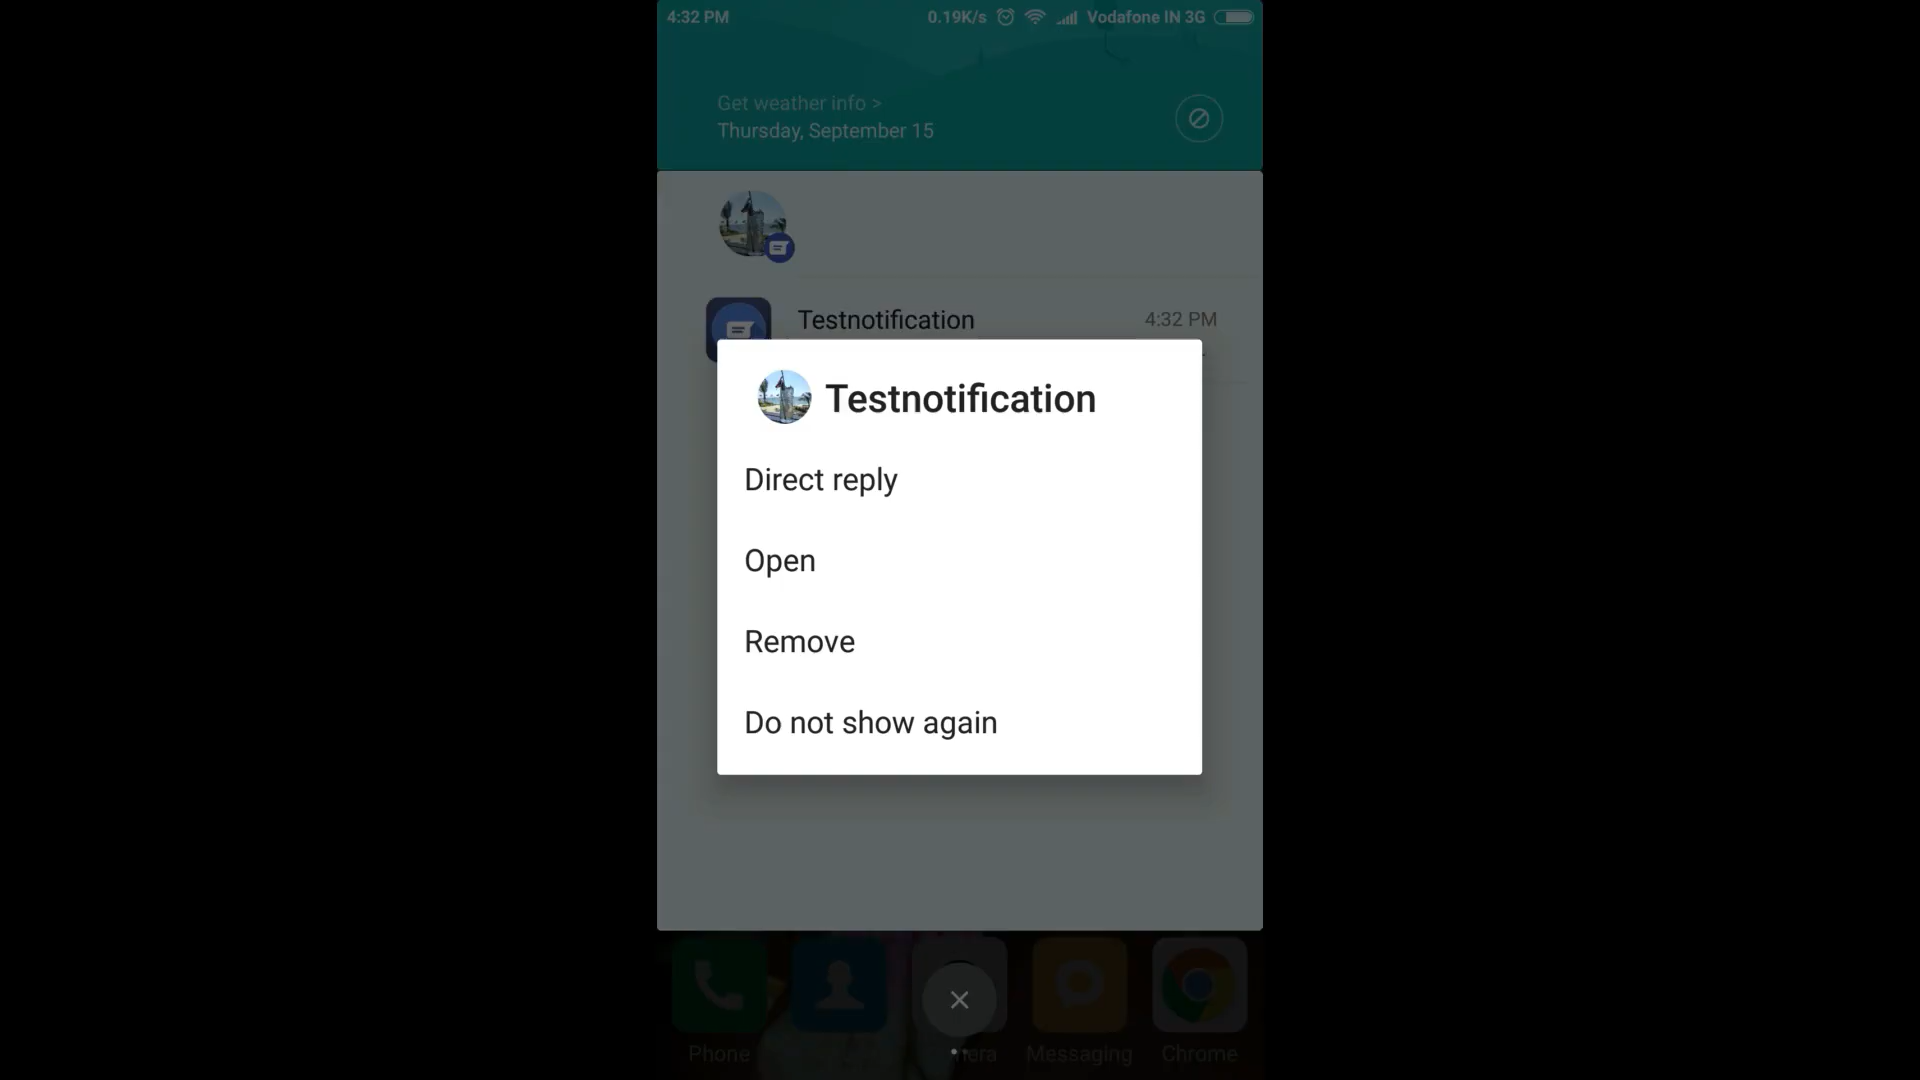 4:32 PM 0.19K/s Vodafone IN 3G
Get weather info >
Thursday, September 15
Testnotification 4:32 PM
Testnotification
Direct reply
Open
Remove
Do not show again
Phone Messaging Chrome